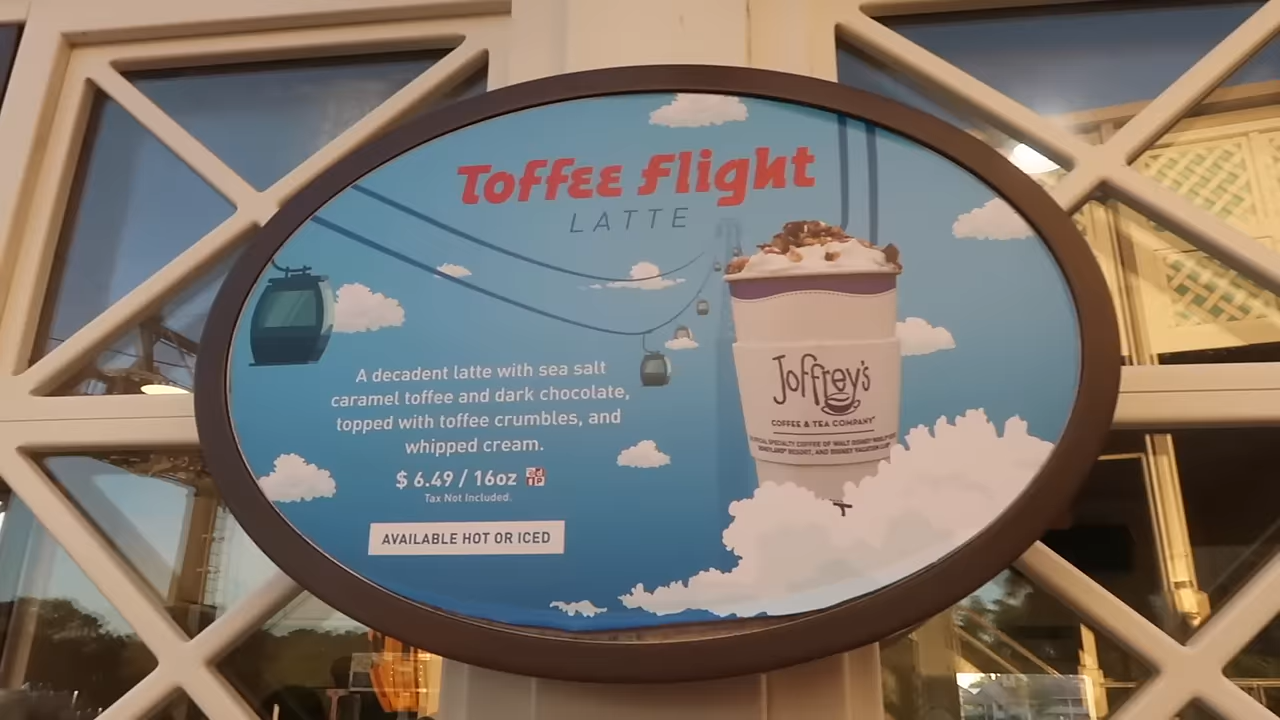 Toffee Flight
LATTE
A decadent latte with sea salt
caramel toffee and dark chocolate,
topped with toffee crumbles, and
whipped cream.
$ 6.49 / 16oz
Tax Not Included.
AVAILABLE HOT OR ICED
Joffrey's
COFFEE & TEA COMPANY
OFFICIAL SPECIALTY COFFEE OF WALT DISNEY WORLD
DISNEYLAND® RESORT, AND DISNEY VACATION CLUB